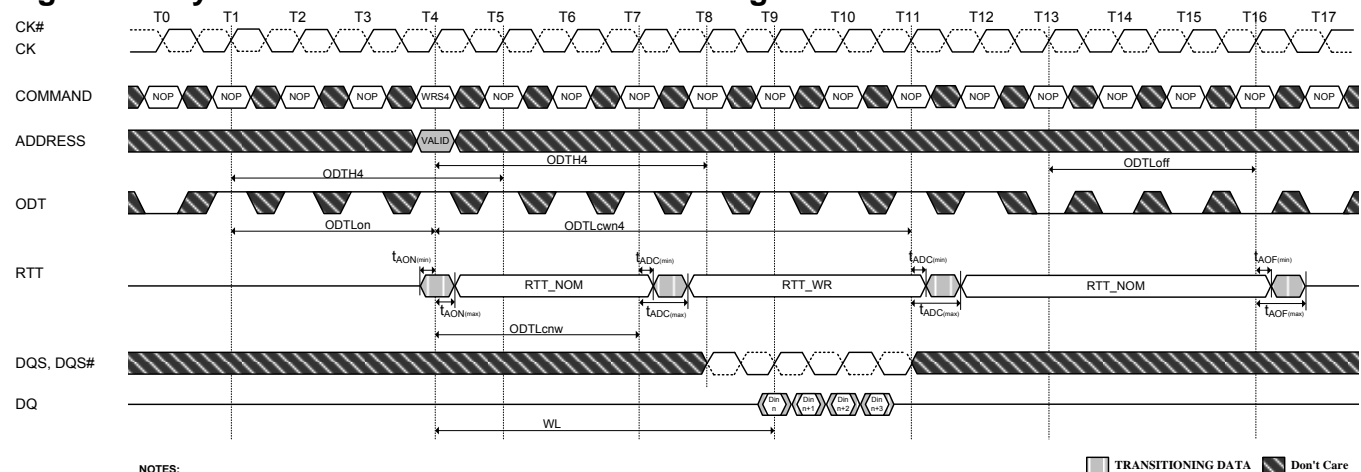 T0 T1 T2 T3 T4 T5 T6 T7 T8 T9 T10 T11 T12 T13 T14 T15 T16 T17
CK#
CK
COMMAND NOP NOP NOP NOP WRS4 NOP NOP NOP NOP NOP NOP NOP NOP NOP NOP NOP NOP NOP
ADDRESS VALID
ODTH4 ODTLoff
ODTH4
ODT
ODTLon ODTLcwn4
tAON(min) tADC(min) tADC(min) tAOF(min)
RTT RTT_NOM RTT_WR RTT_NOM
tAON(max) tADC(max) tADC(max) tAOF(max)
ODTLcnw
DQS, DQS#
DQ Din n Din n+1 Din n+2 Din n+3
WL
NOTES: TRANSITIONING DATA Don't Care